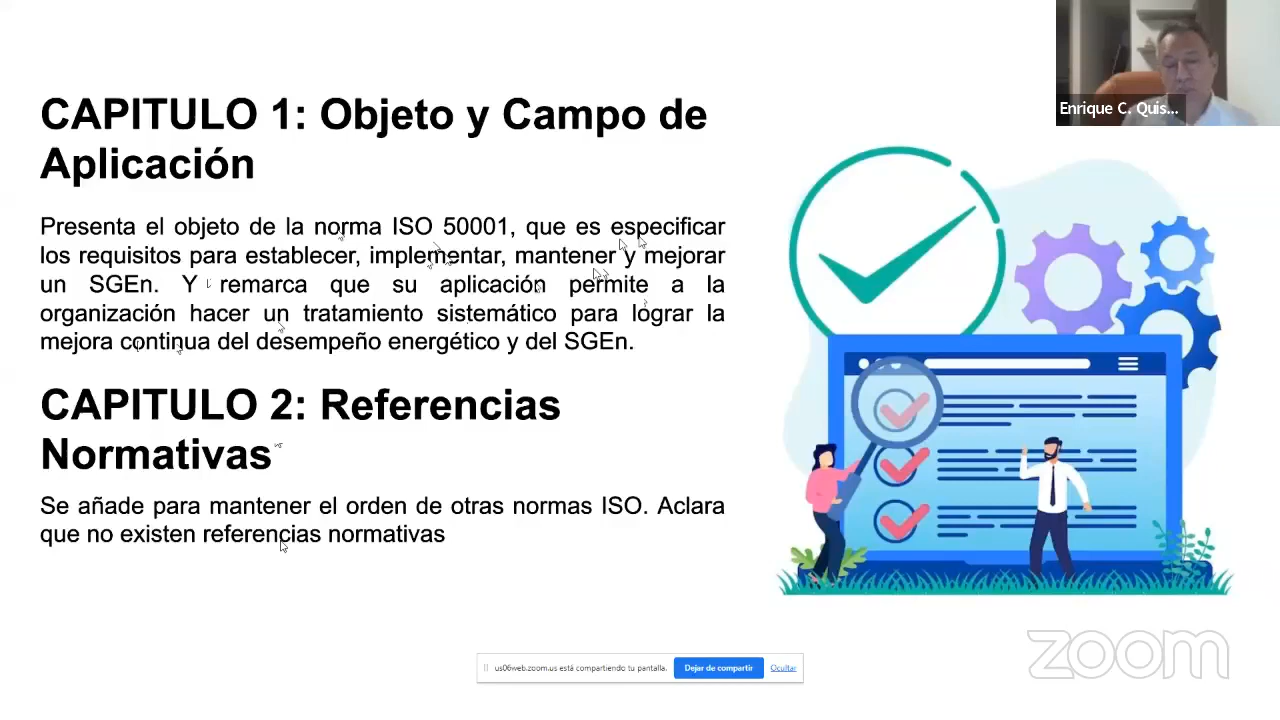 Enrique C. Quis...
CAPITULO 1: Objeto y Campo de
Aplicación
Presenta el objeto de la norma ISO 50001, que es especificar
los requisitos para establecer, implementar, mantener y mejorar
un SGEn. Y remarca que su aplicación permite a la
organización hacer un tratamiento sistemático para lograr la
mejora continua del desempeño energético y del SGEn.
CAPITULO 2: Referencias
Normativas
Se añade para mantener el orden de otras normas ISO. Aclara
que no existen referencias normativas
us06web.zoom.us está compartiendo tu pantalla.
Dejar de compartir
Ocultar
zoom